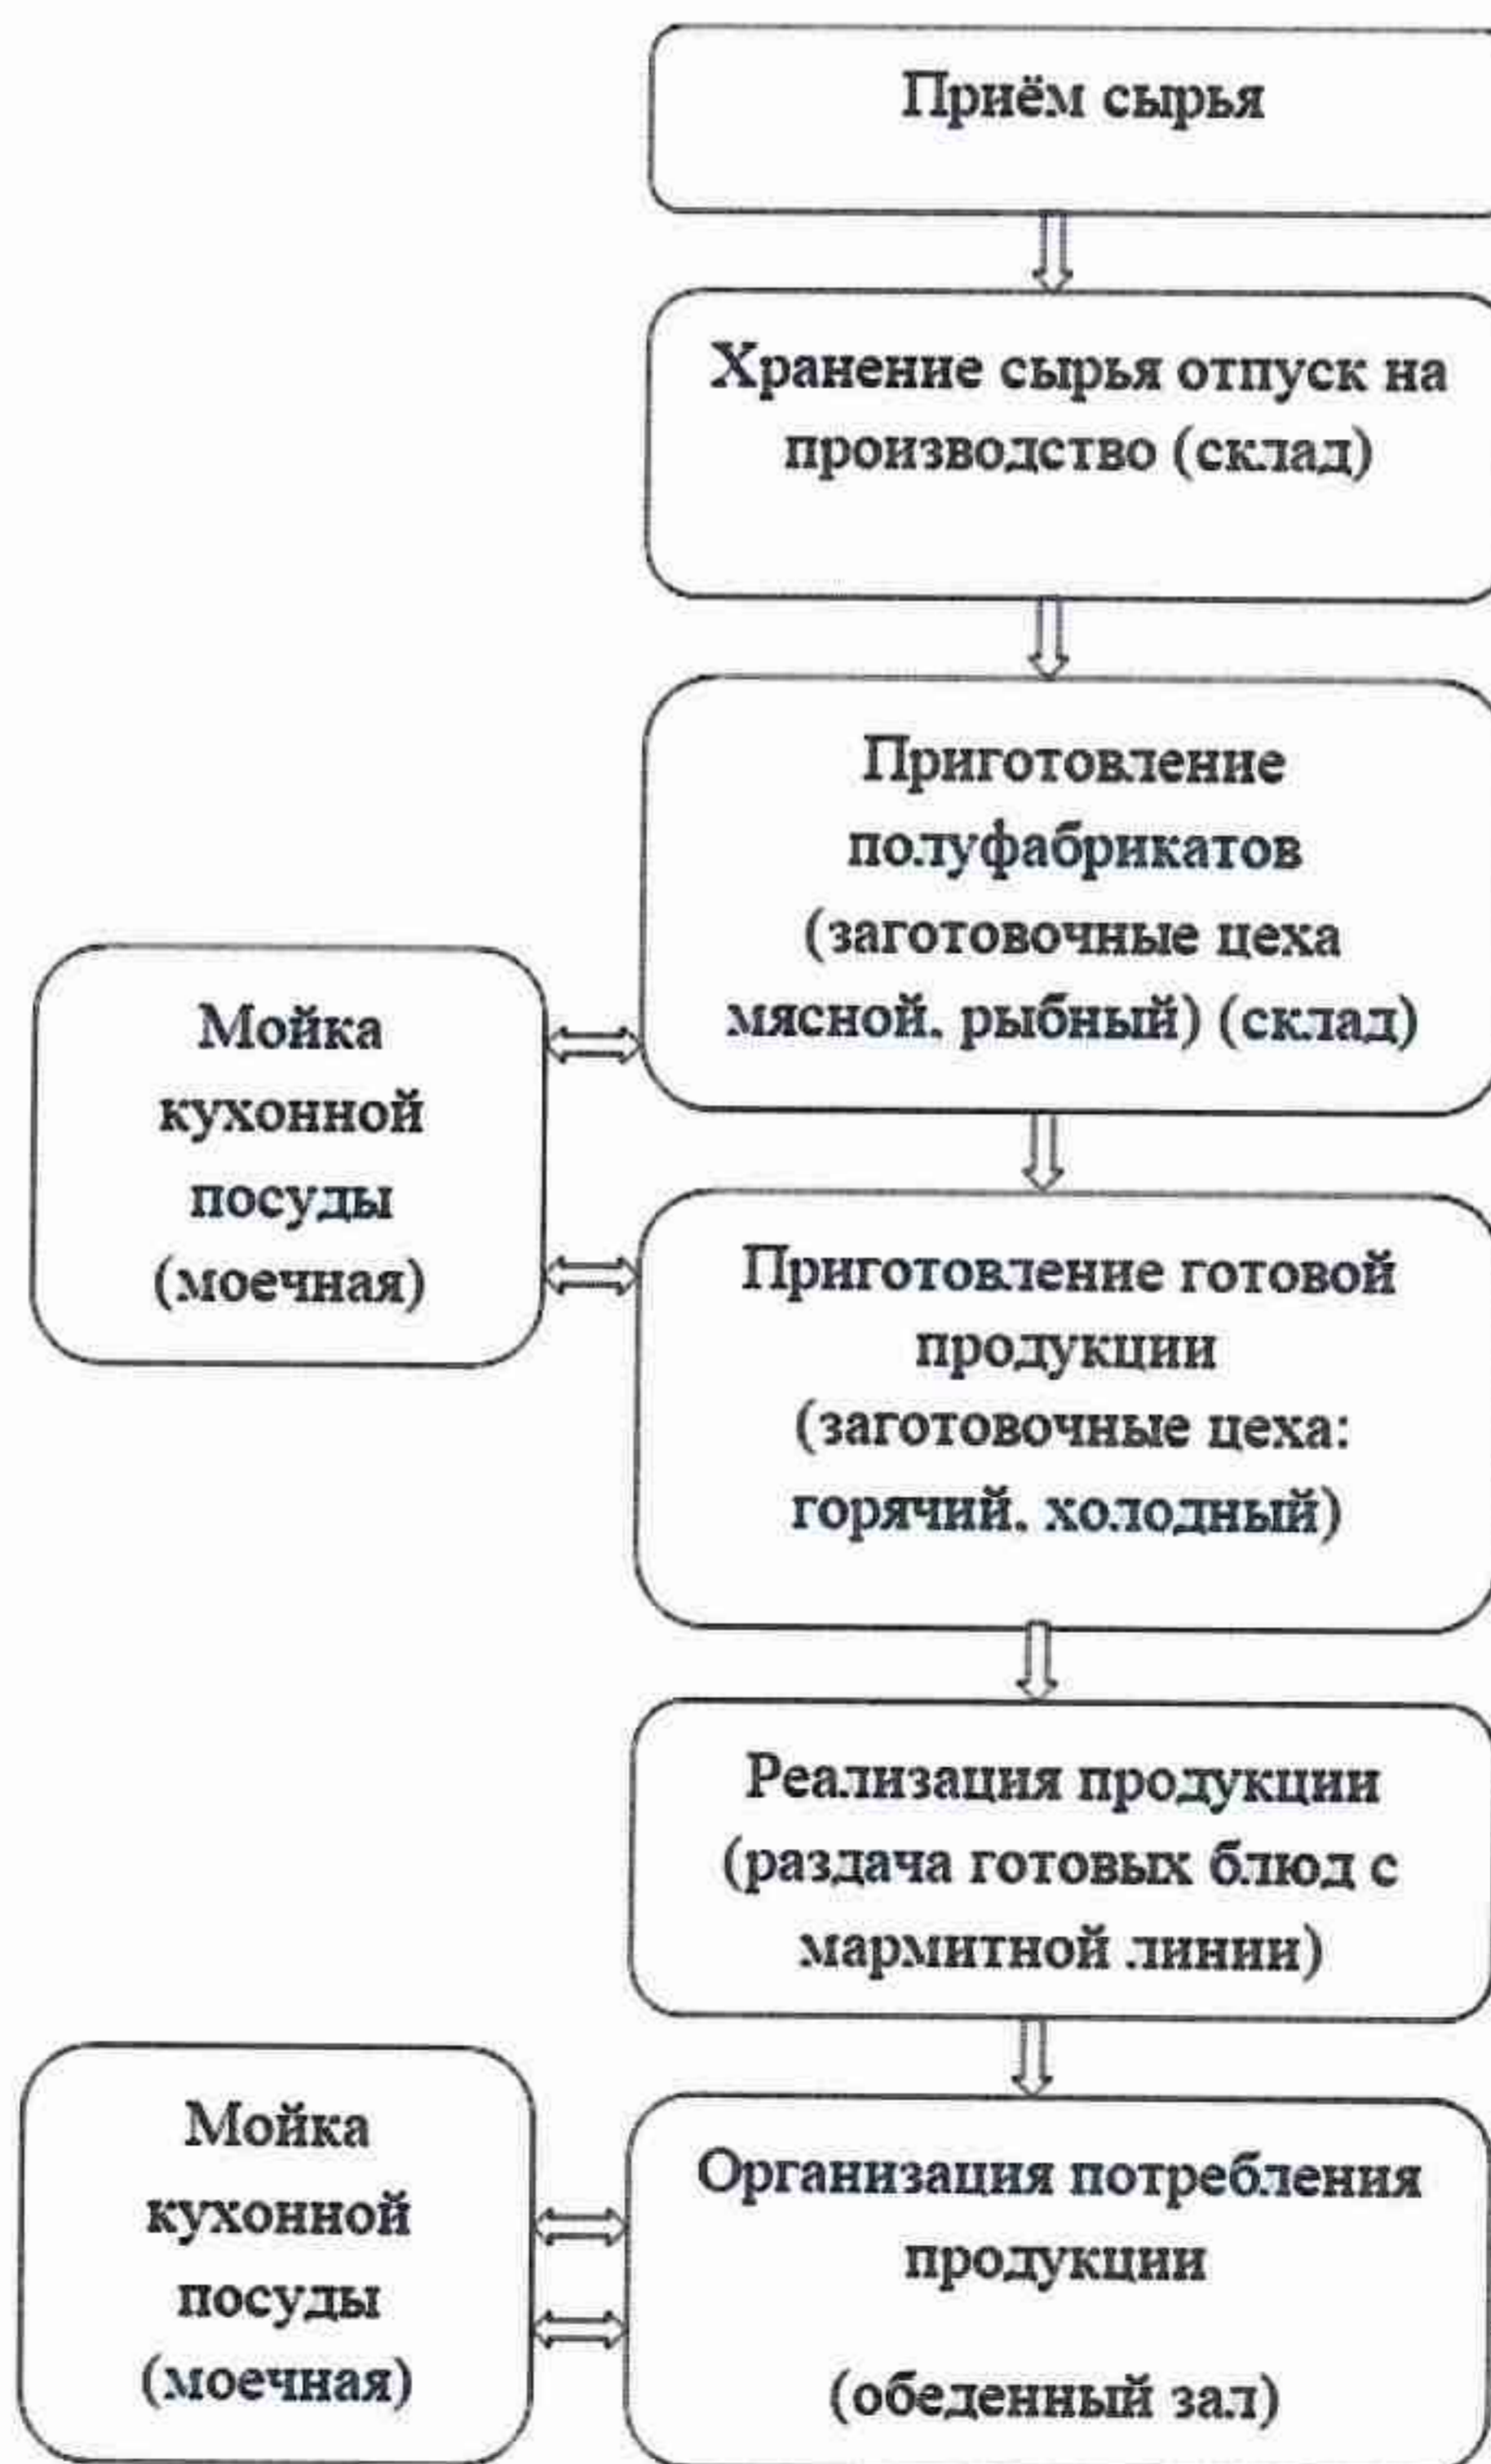 Приём сырья
Хранение сырья отпуск на
производство (склад)
Приготовление
полуфабрикатов
(заготовочные цеха
мясной, рыбный) (склад)
Мойка
кухонной
посуды
(моечная)
Приготовление готовой
продукции
(заготовочные цеха:
горячий, холодный)
Реализация продукции
(раздача готовых блюд с
мармитной линии)
Мойка
кухонной
посуды
(моечная)
Организация потребления
продукции
(обеденный зал)